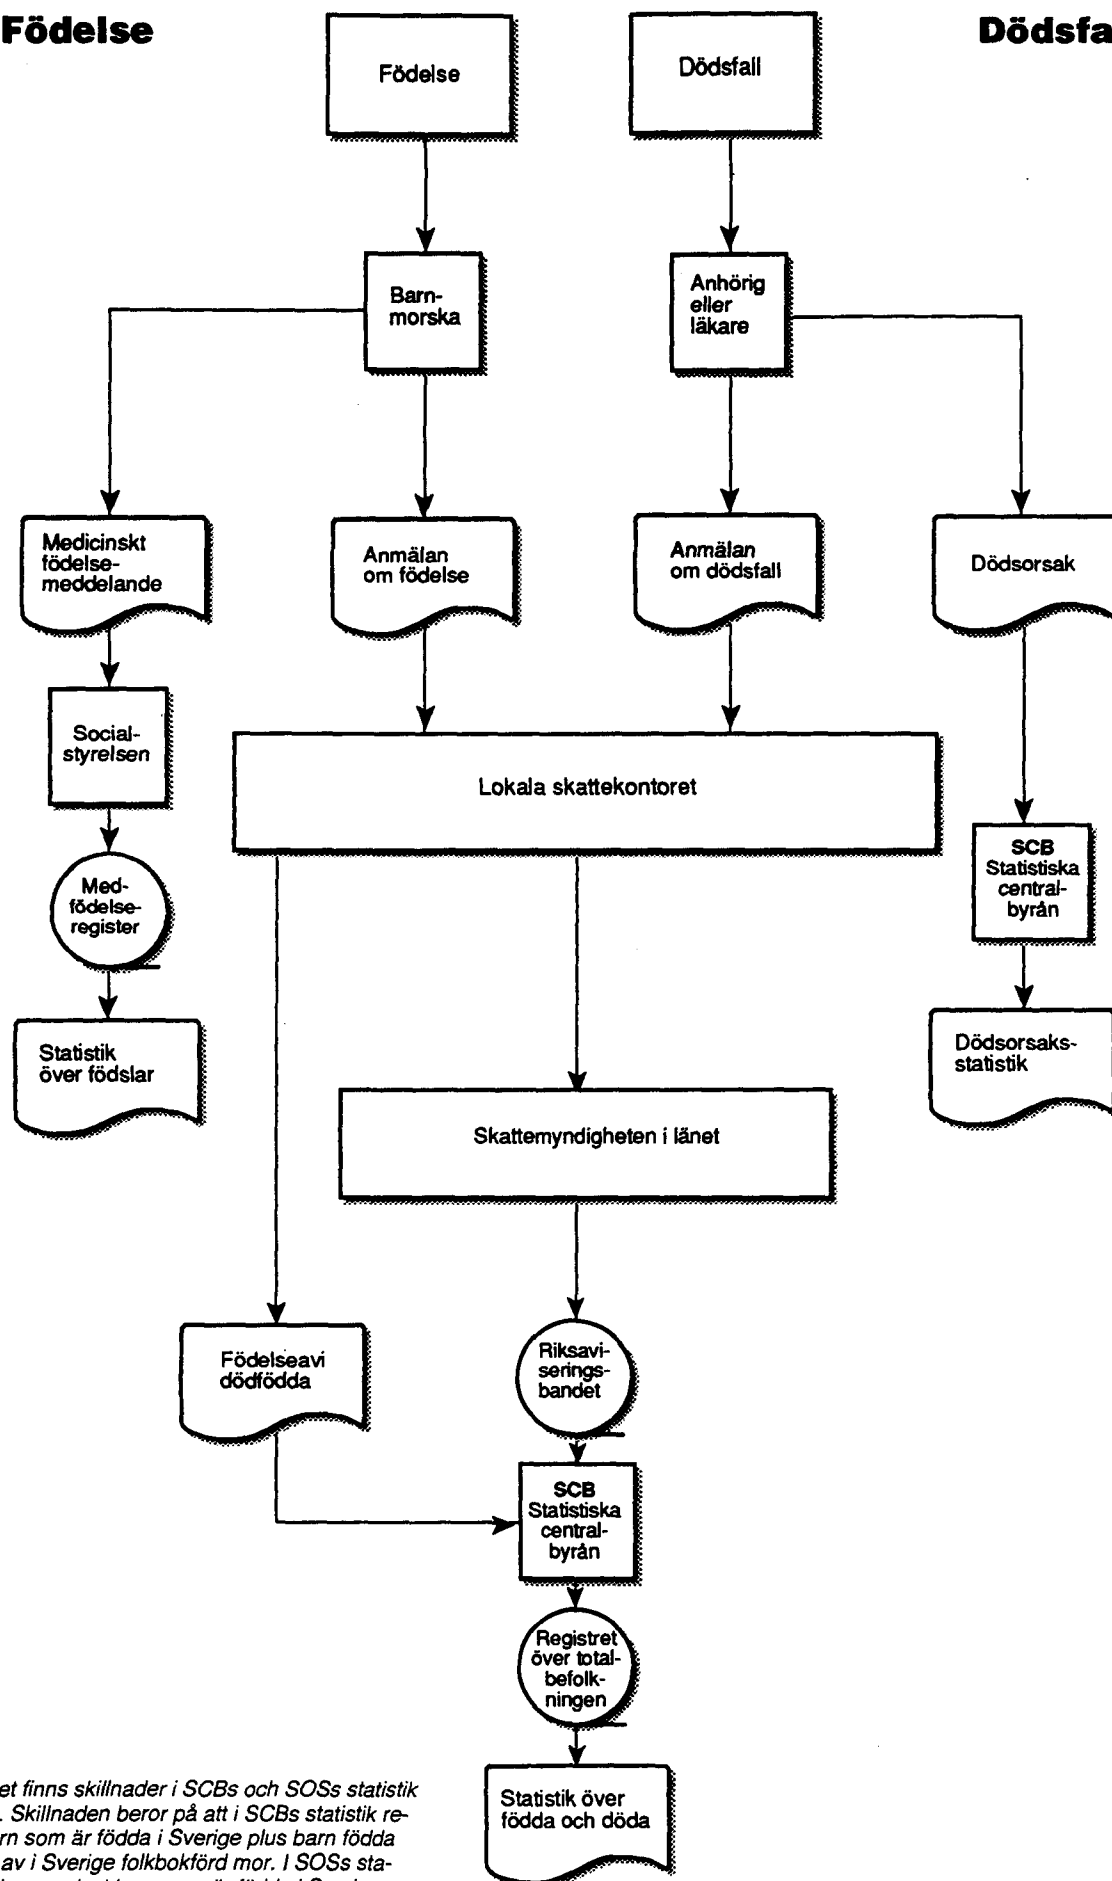 Födelse
Dödsfa
Födelse
Dödsfall
Barn-
morska
Anhörig
eller
läkare
Medicinskt
födelse-
meddelande
Anmälan
om födelse
Anmälan
om dödsfall
Dödsorsak
Social-
styrelsen
Lokala skattekontoret
SCB
Statistiska
central-
byrån
Med-
födelse-
register
Statistik
över födslar
Dödsorsaks-
statistik
Skattemyndigheten i länet
Födelseavi
dödfödda
Riksavi-
serings-
bandet
SCB
Statistiska
central-
byrån
Registret
över total-
befolk-
ningen
Statistik över
födda och döda
et finns skillnader i SCBs och SOSs statistik
. Skillnaden beror på att i SCBs statistik re-
rn som är födda i Sverige plus barn födda
av i Sverige folkbokförd mor. I SOSs sta-